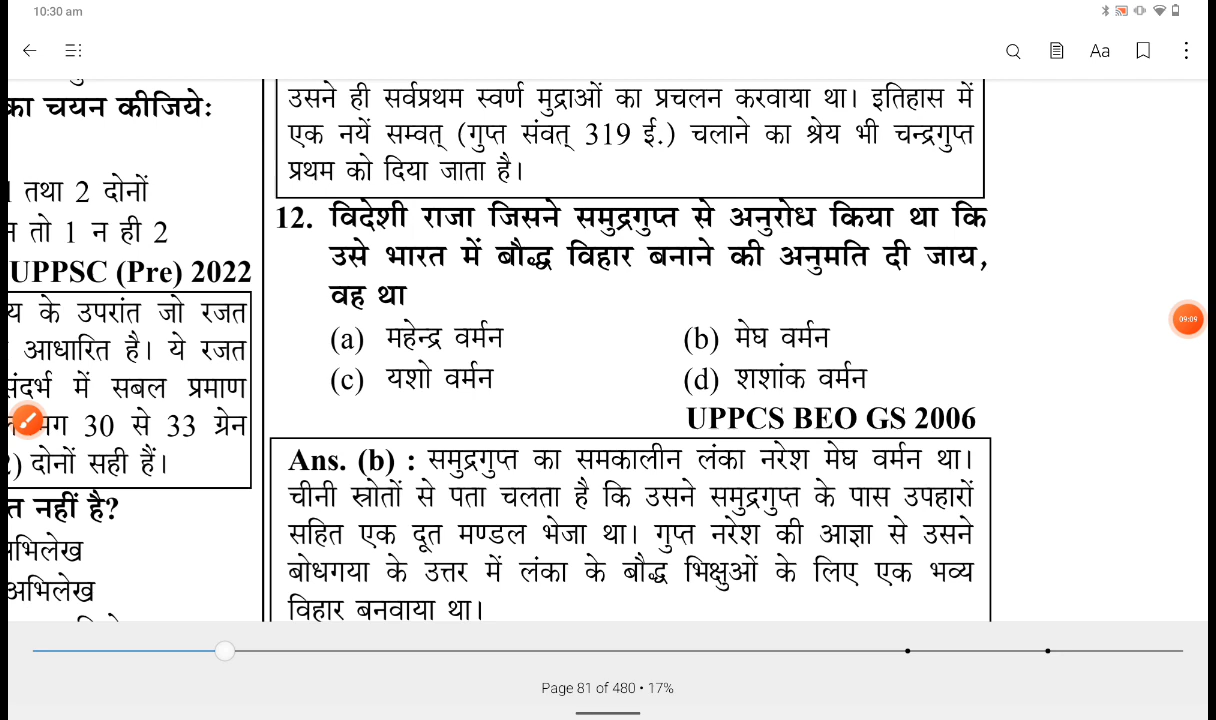 10:30 am
Aa
का चयन कीजिये:
तथा 2 दोनों
तो 1 न ही 2
UPPSC (Pre) 2022
य के उपरांत जो रजत
आधारित है। ये रजत
संदर्भ में सबल प्रमाण
30 से 33 ग्रेन
दोनों सही हैं।
त नहीं है?
अभिलेख
अभिलेख
उसने ही सर्वप्रथम स्वर्ण मुद्राओं का प्रचलन करवाया था। इतिहास में
एक नयें सम्वत् (गुप्त संवत् 319 ई.) चलाने का श्रेय भी चन्द्रगुप्त
प्रथम को दिया जाता है।
12. विदेशी राजा जिसने समुद्रगुप्त से अनुरोध किया था कि
उसे भारत में बौद्ध विहार बनाने की अनुमति दी जाय,
वह था
(a) महेन्द्र वर्मन (b) मेघ वर्मन
(c) यशो वर्मन (d) शशांक वर्मन
UPPCS BEO GS 2006
Ans. (b) : समुद्रगुप्त का समकालीन लंका नरेश मेघ वर्मन था।
चीनी स्त्रोतों से पता चलता है कि उसने समुद्रगुप्त के पास उपहारों
सहित एक दूत मण्डल भेजा था। गुप्त नरेश की आज्ञा से उसने
बोधगया के उत्तर में लंका के बौद्ध भिक्षुओं के लिए एक भव्य
विहार बनवाया था।
09:09
Page 81 of 480 • 17%